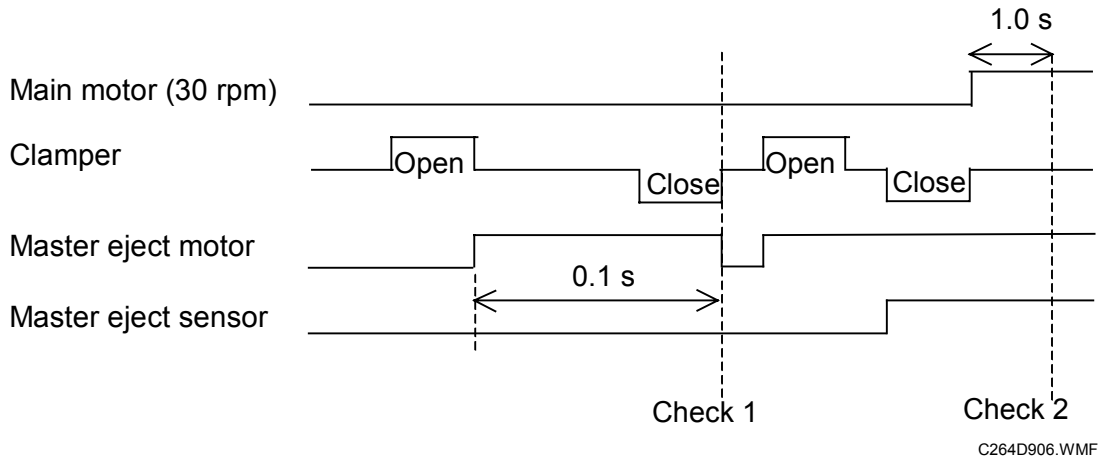 1.0 s
Main motor (30 rpm)
Clamper
Open
Close
Open
Close
Master eject motor
0.1 s
Master eject sensor
Check 1
Check 2
C264D906.WMF